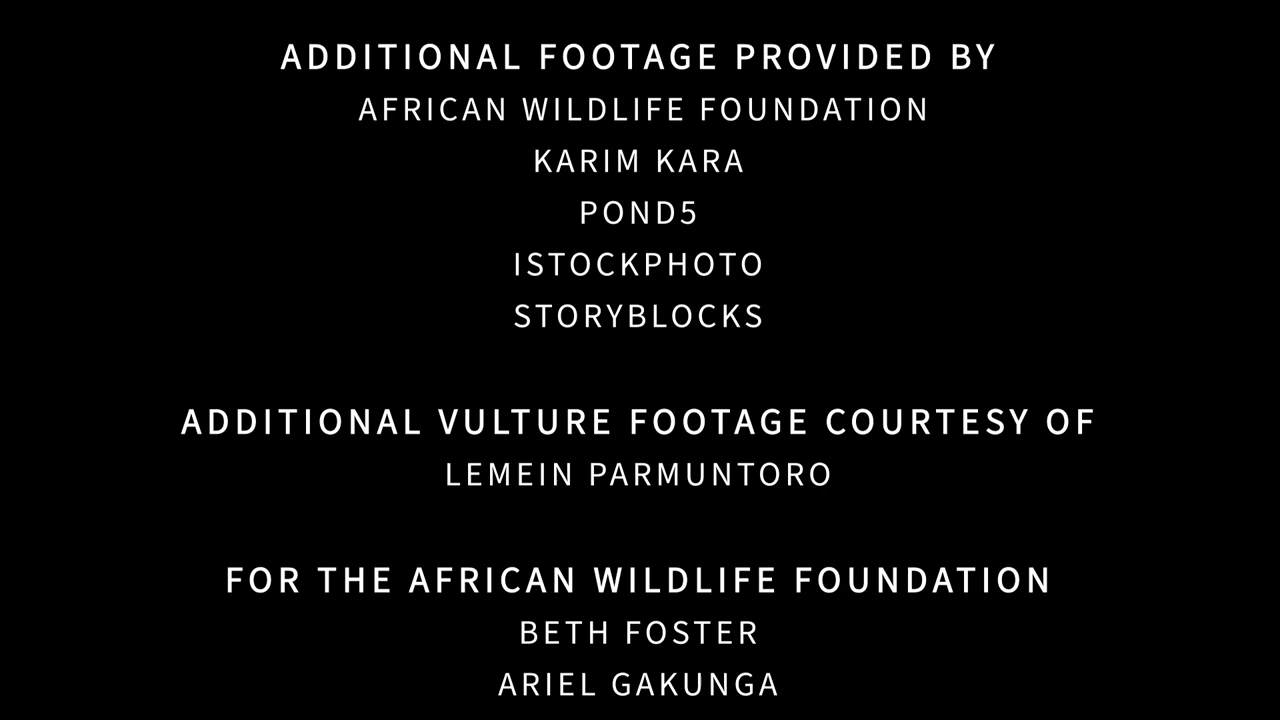 ADDITIONAL FOOTAGE PROVIDED BY
AFRICAN WILDLIFE FOUNDATION
KARIM KARA
POND5
ISTOCKPHOTO
STORYBLOCKS
ADDITIONAL VULTURE FOOTAGE COURTESY OF
LEMEIN PARMUNTORO
FOR THE AFRICAN WILDLIFE FOUNDATION
BETH FOSTER
ARIEL GAKUNGA